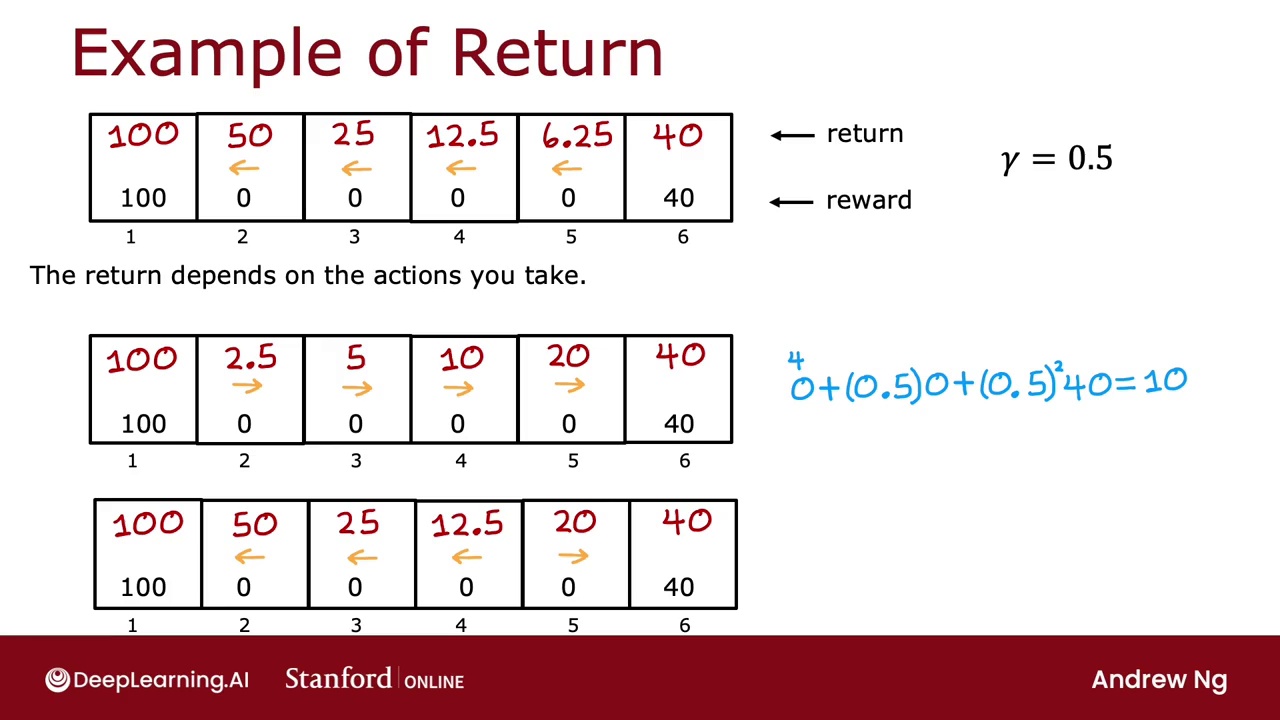 Example of Return
100 50 25 12.5 6.25 40 ← return
← ← ← ← γ = 0.5
100 0 0 0 0 40 ← reward
1 2 3 4 5 6
The return depends on the actions you take.
100 2.5 5 10 20 40
→ → → →
100 0 0 0 0 40
1 2 3 4 5 6
4
0+(0.5)0+(0.5)²40=10
100 50 25 12.5 20 40
← ← ← →
100 0 0 0 0 40
1 2 3 4 5 6
DeepLearning.AI Stanford | ONLINE Andrew Ng